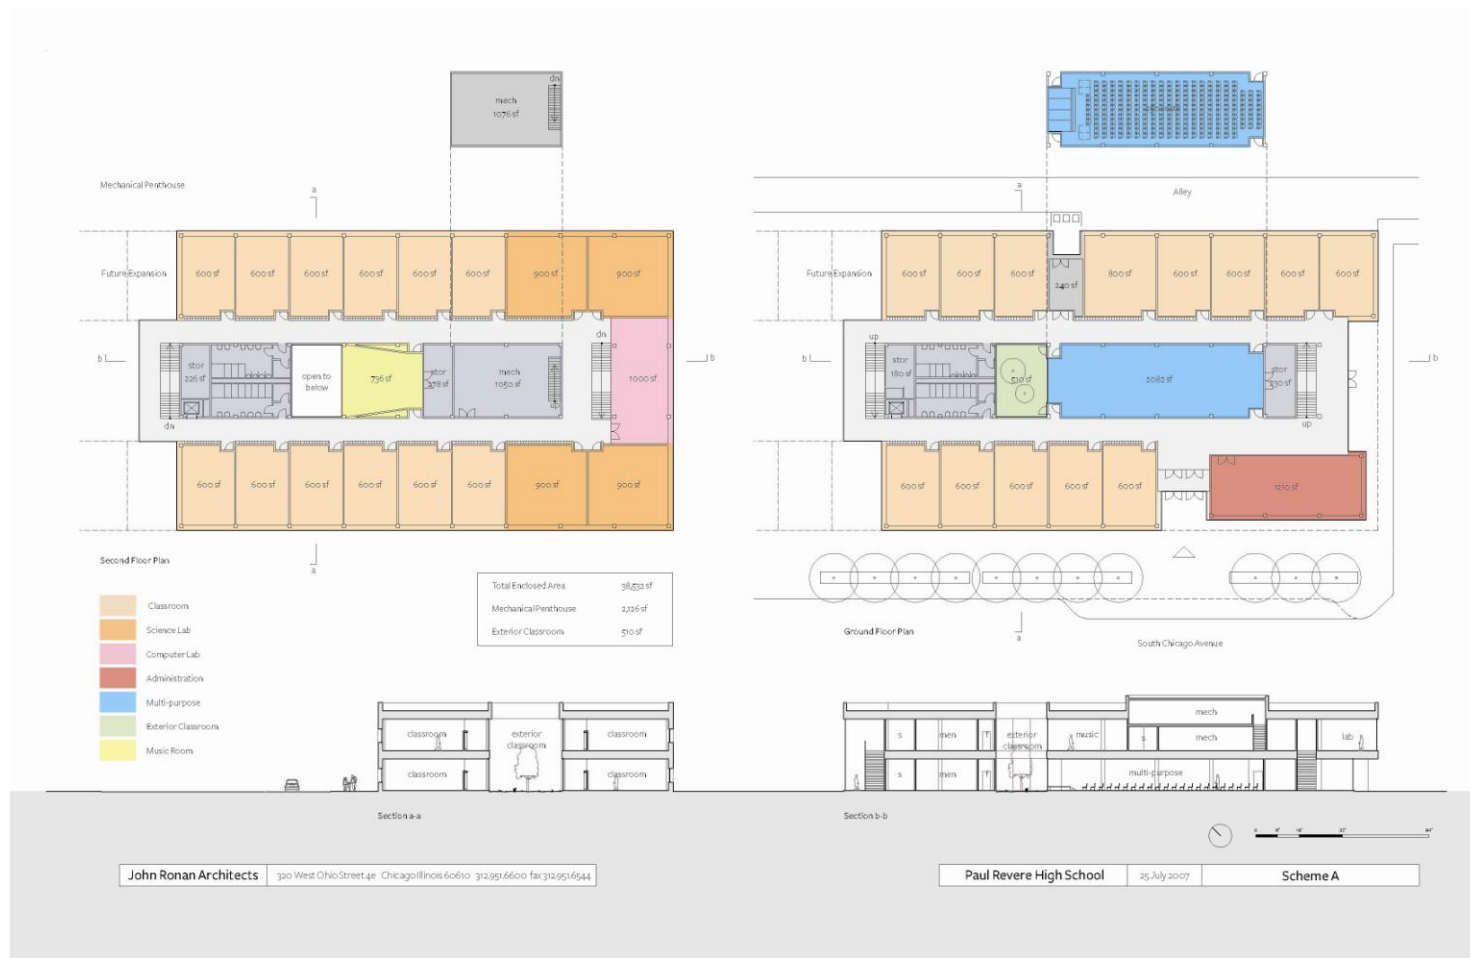 dn
mech
1076 sf
Mechanical Penthouse
a
Alley
a
Future Expansion
600 sf
600 sf
600 sf
600 sf
600 sf
600 sf
900 sf
900 sf
b
dn
stor
226 sf
open to
below
736 sf
stor
378 sf
mech
1050 sf
up
dn
1000 sf
b
600 sf
600 sf
600 sf
600 sf
600 sf
600 sf
900 sf
900 sf
a
Second Floor Plan
Future Expansion
600 sf
600 sf
600 sf
240 sf
800 sf
600 sf
600 sf
600 sf
600 sf
b
up
stor
180 sf
510 sf
2082 sf
stor
330 sf
up
b
600 sf
600 sf
600 sf
600 sf
600 sf
1210 sf
a
Ground Floor Plan
South Chicago Avenue
Classroom
Science Lab
Computer Lab
Administration
Multi-purpose
Exterior Classroom
Music Room
Total Enclosed Area 38,532 sf
Mechanical Penthouse 2,126 sf
Exterior Classroom 510 sf
classroom
exterior
classroom
classroom
classroom
classroom
Section a-a
s
men
f
exterior
classroom
music
s
mech
mech
lab
s
men
f
multi-purpose
Section b-b
0 8' 16' 32' 64'
John Ronan Architects 320 West Ohio Street 4e Chicago Illinois 60610 312.951.6600 fax 312.951.6544
Paul Revere High School 25 July 2007 Scheme A